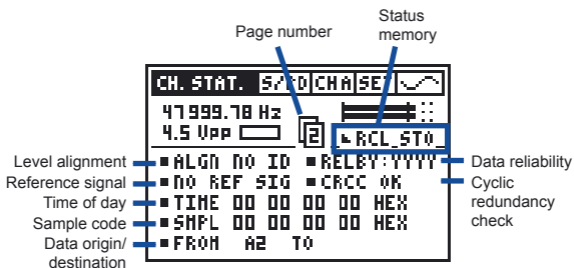 Status
memory
Page number
CH. STAT. S/PD CHA SET
47999.78 Hz
4.5 Vpp
2
RCL_STO
Level alignment
ALGN NO ID RELBY:YYYY
Data reliability
Reference signal
NO REF SIG CRCC OK
Cyclic
redundancy
check
Time of day
TIME 00 00 00 00 HEX
Sample code
SMPL 00 00 00 00 HEX
Data origin/
destination
FROM A2 TO